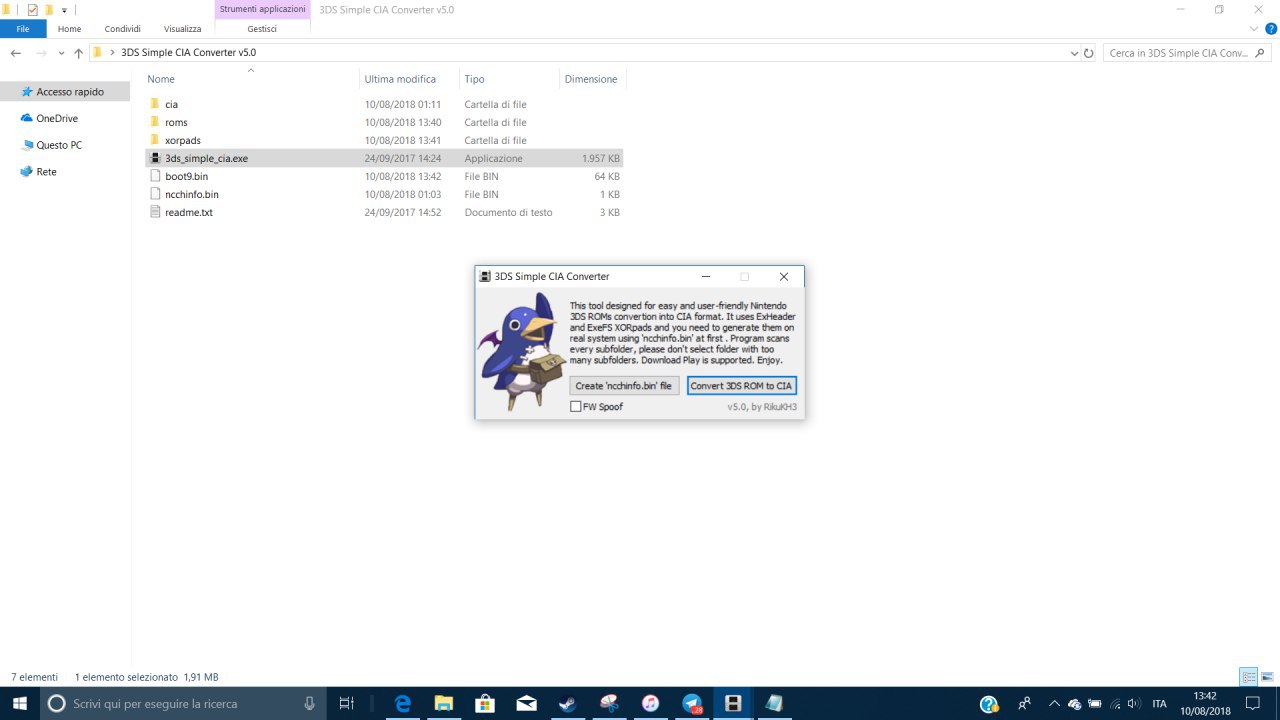 Strumenti applicazioni
3DS Simple CIA Converter v5.0
File
Home
Condividi
Visualizza
Gestisci
3DS Simple CIA Converter v5.0
Cerca in 3DS Simple CIA Conv...
Nome
Ultima modifica
Tipo
Dimensione
Accesso rapido
OneDrive
Questo PC
Rete
cia 10/08/2018 01:11 Cartella di file
roms 10/08/2018 13:40 Cartella di file
xorpads 10/08/2018 13:41 Cartella di file
3ds_simple_cia.exe 24/09/2017 14:24 Applicazione 1.957 KB
boot9.bin 10/08/2018 13:42 File BIN 64 KB
ncchinfo.bin 10/08/2018 01:03 File BIN 1 KB
readme.txt 24/09/2017 14:52 Documento di testo 3 KB
3DS Simple CIA Converter
This tool designed for easy and user-friendly Nintendo
3DS ROMs convertion into CIA format. It uses ExHeader
and ExeFS XORpads and you need to generate them on
real system using 'ncchinfo.bin' at first . Program scans
every subfolder, please don't select folder with too
many subfolders. Download Play is supported. Enjoy.
Create 'ncchinfo.bin' file
Convert 3DS ROM to CIA
FW Spoof
v5.0, by RikuKH3
7 elementi
1 elemento selezionato 1,91 MB
Scrivi qui per eseguire la ricerca
ITA
13:42
10/08/2018